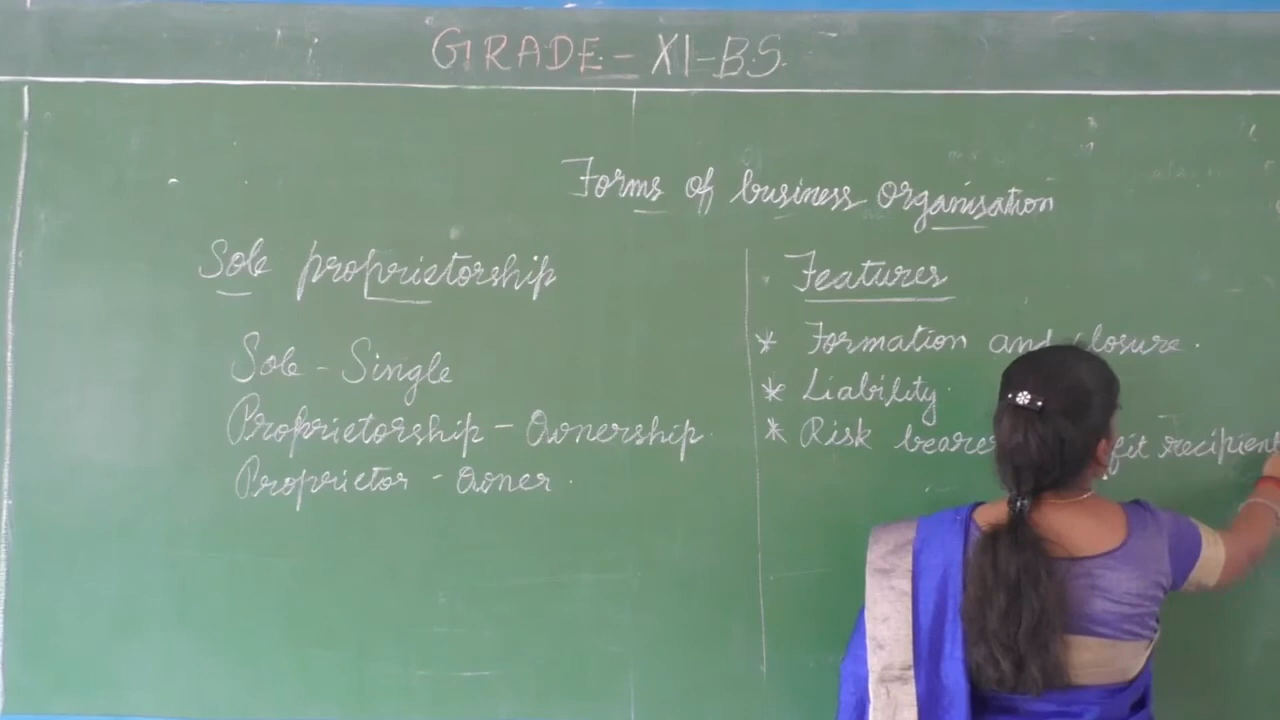 GRADE - XI-B.S.
Forms of business Organisation
Sole proprietorship
Sole - Single
Proprietorship - Ownership.
Proprietor - Owner.
Features
* Formation and closure.
* Liability.
* Risk recipient